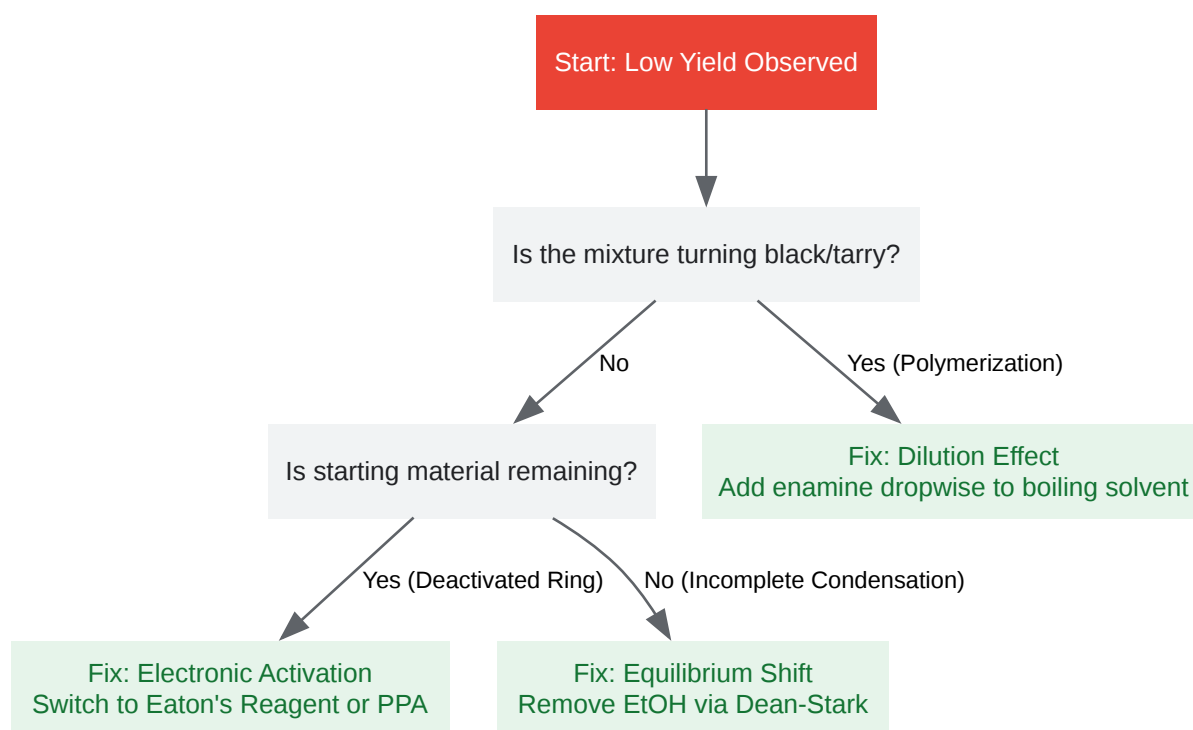 Start: Low Yield Observed
Is the mixture turning black/tarry?
No
Yes (Polymerization)
Is starting material remaining?
Fix: Dilution Effect
Add enamine dropwise to boiling solvent
Yes (Deactivated Ring)
No (Incomplete Condensation)
Fix: Electronic Activation
Switch to Eaton's Reagent or PPA
Fix: Equilibrium Shift
Remove EtOH via Dean-Stark